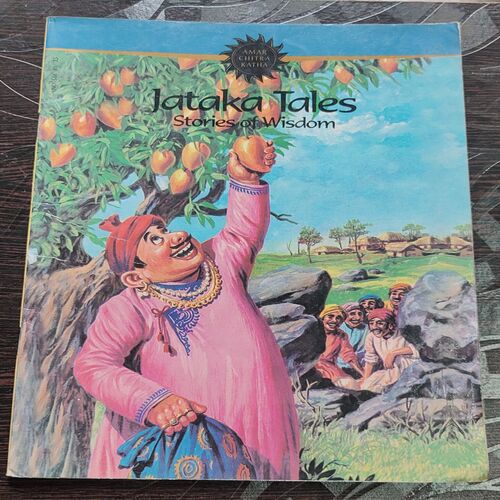 AMAR
CHITRA
KATHA
Jataka Tales
Stories of Wisdom